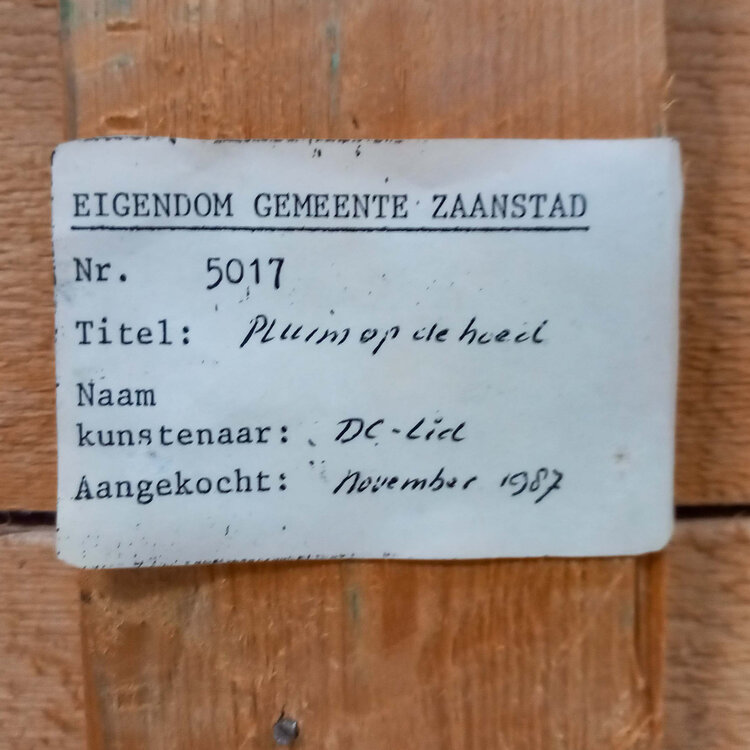 EIGENDOM GEMEENTE ZAANSTAD
Nr. 5017
Titel: Pluim op de hoed
Naam
kunstenaar: DC-Lid
Aangekocht: November 1987